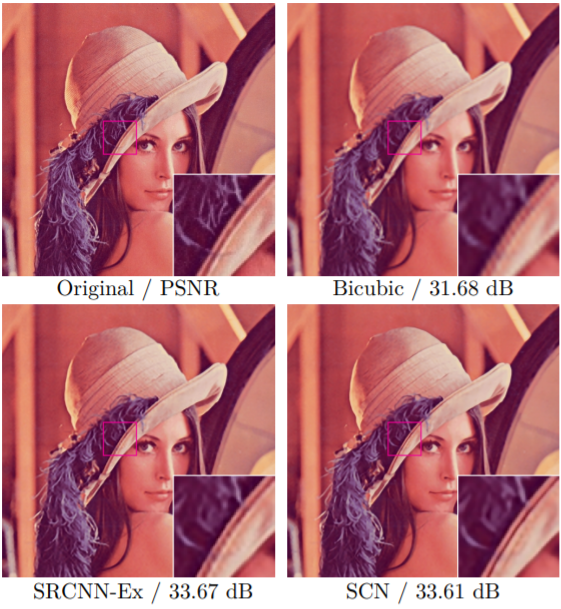 Original / PSNR
Bicubic / 31.68 dB
SRCNN-Ex / 33.67 dB
SCN / 33.61 dB